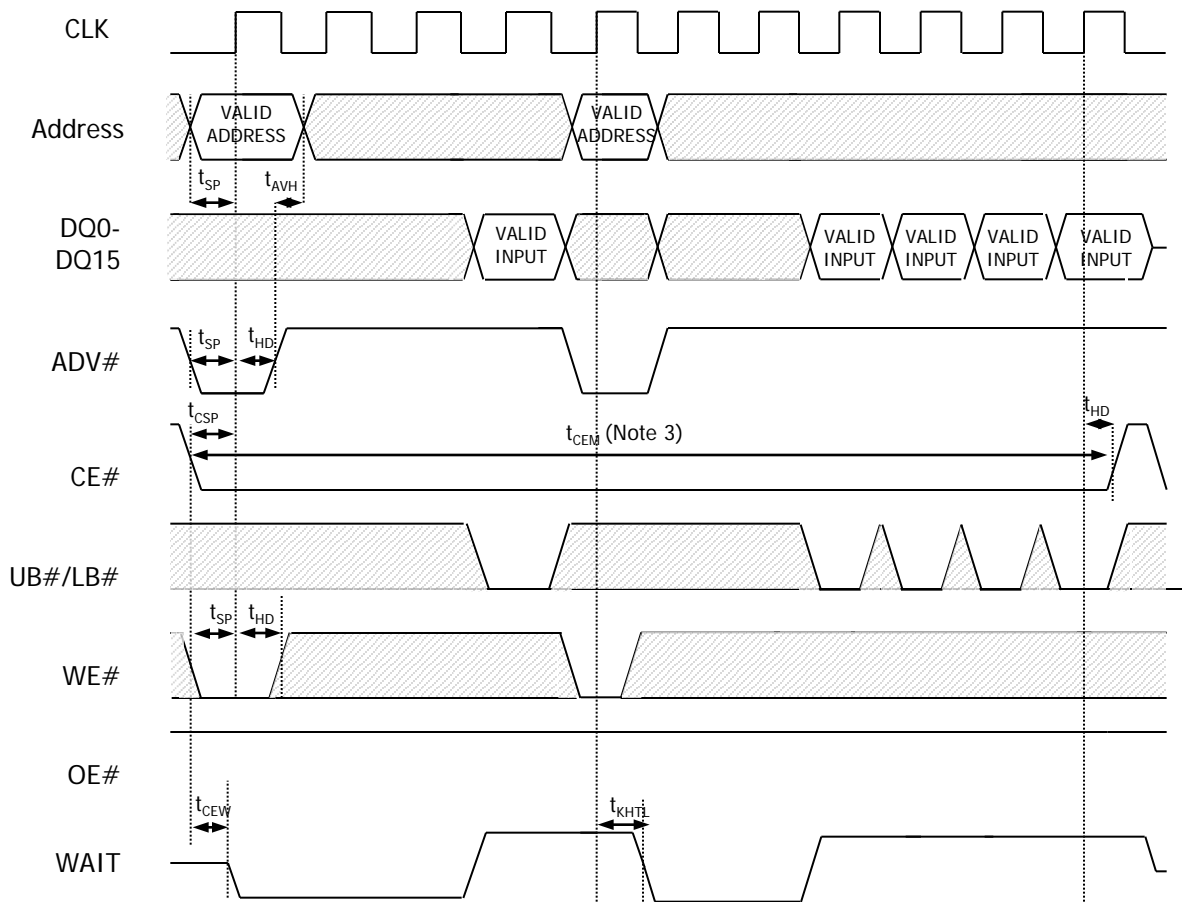 CLK
Address
VALID
ADDRESS
VALID
ADDRESS
tSP
tAVH
DQ0-
DQ15
VALID
INPUT
VALID
INPUT
VALID
INPUT
VALID
INPUT
VALID
INPUT
ADV#
tSP
tHD
CE#
tCSP
tCEM (Note 3)
tHD
UB#/LB#
WE#
tSP
tHD
OE#
tCEW
tKHTL
WAIT